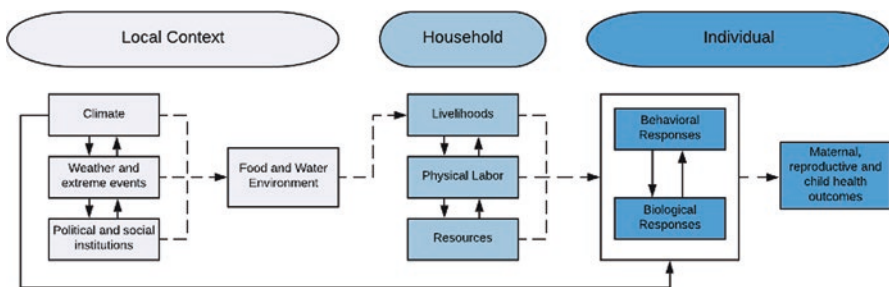 Local Context
Household
Individual
Climate
Weather and
extreme events
Political and social
institutions
Food and Water
Environment
Livelihoods
Physical Labor
Resources
Behavioral
Responses
Biological
Responses
Maternal,
reproductive and
child health
outcomes